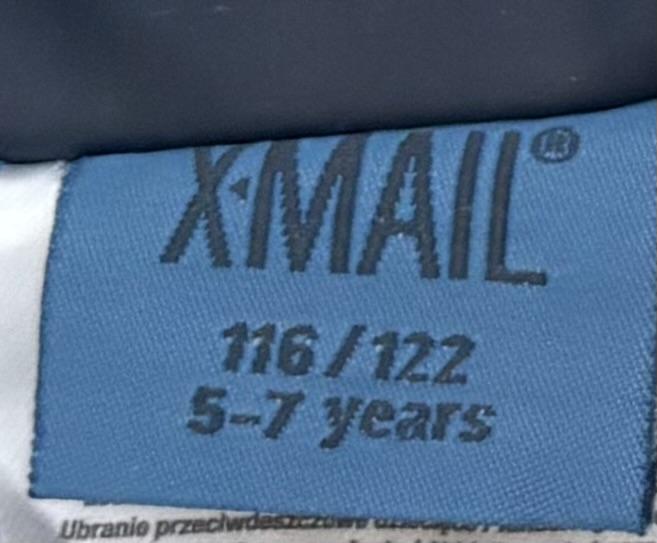 X·MAIL®
116/122
5-7 years
Ubranie przeciwdeszczowe